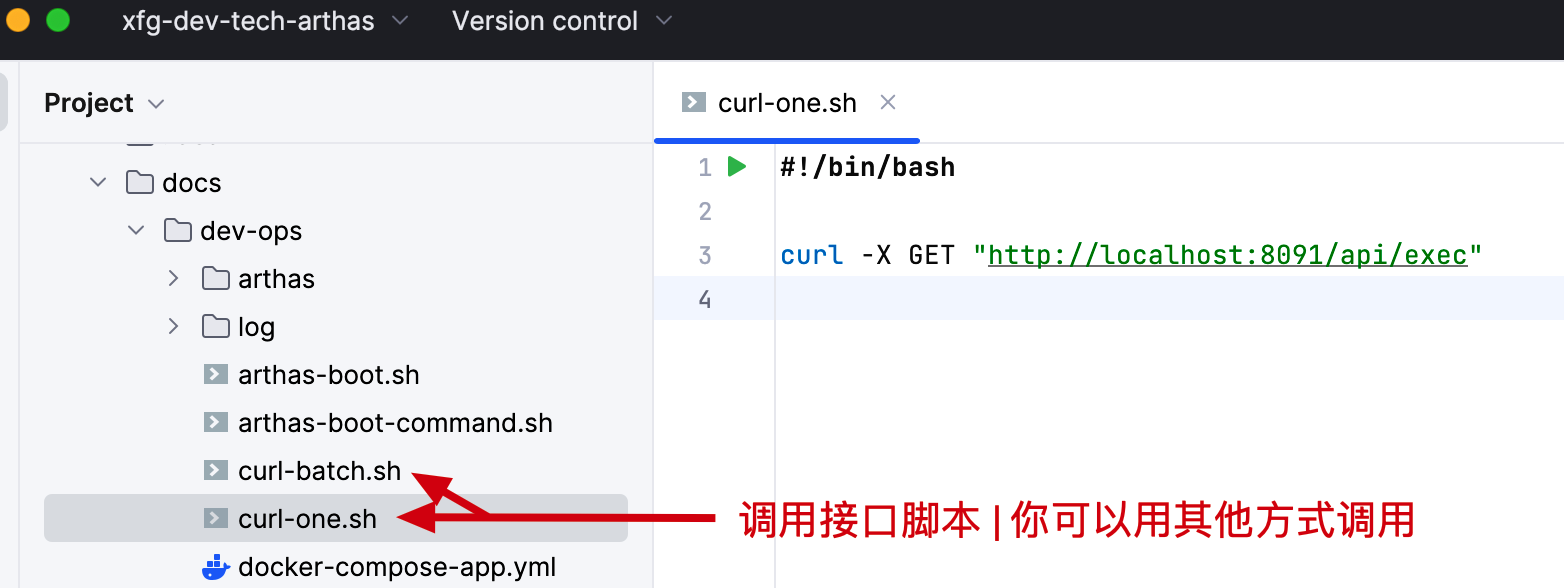 xfg-dev-tech-arthas Version control
Project
docs
dev-ops
arthas
log
arthas-boot.sh
arthas-boot-command.sh
curl-batch.sh
curl-one.sh
docker-compose-app.yml
curl-one.sh
1 #!/bin/bash
2
3 curl -X GET "http://localhost:8091/api/exec"
4
调用接口脚本 | 你可以用其他方式调用